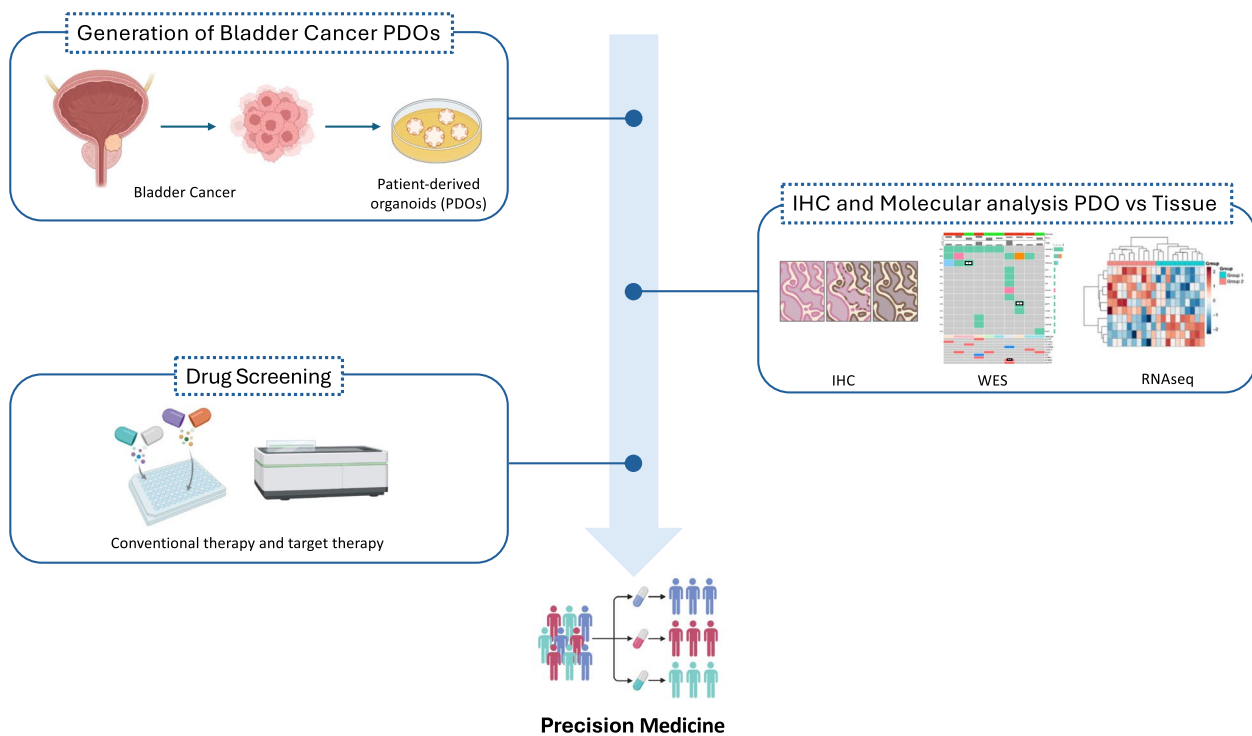 Generation of Bladder Cancer PDOs
Bladder Cancer
Patient-derived
organoids (PDOs)
IHC and Molecular analysis PDO vs Tissue
IHC
WES
RNAseq
Group
Group 1
Group 2
Drug Screening
Conventional therapy and target therapy
Precision Medicine